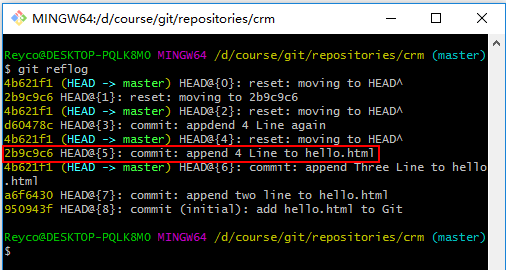 MINGW64:/d/course/git/repositories/crm
Reyco@DESKTOP-PQLK8MO MINGW64 /d/course/git/repositories/crm (master)
$ git reflog
4b621f1 (HEAD -> master) HEAD@{0}: reset: moving to HEAD^
2b9c9c6 HEAD@{1}: reset: moving to 2b9c9c6
4b621f1 (HEAD -> master) HEAD@{2}: reset: moving to HEAD^
d60478c HEAD@{3}: commit: appdend 4 Line again
4b621f1 (HEAD -> master) HEAD@{4}: reset: moving to HEAD^
2b9c9c6 HEAD@{5}: commit: append 4 Line to hello.html
4b621f1 (HEAD -> master) HEAD@{6}: commit: append Three Line to hello
.html
a6f6430 HEAD@{7}: commit: append two line to hello.html
950943f HEAD@{8}: commit (initial): add hello.html to Git
Reyco@DESKTOP-PQLK8MO MINGW64 /d/course/git/repositories/crm (master)
$